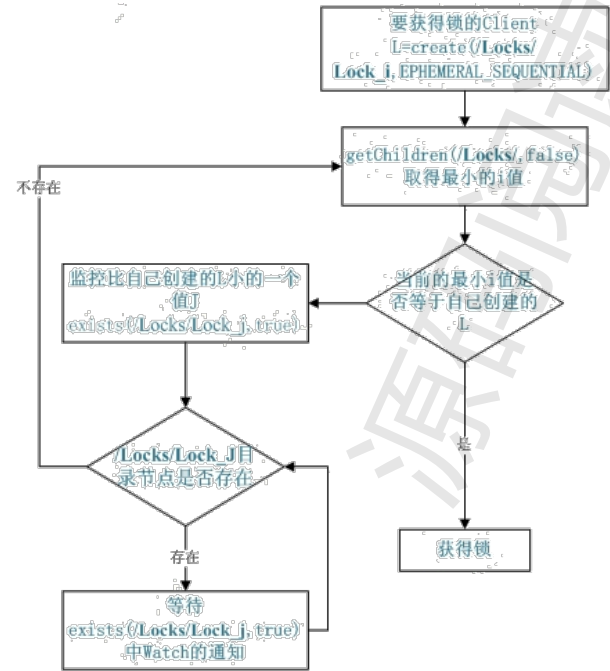 要获得锁的Client
L=create(/Locks/
Lock_i,EPHEMERAL_SEQUENTIAL)
getChildren(/Locks/,false)
取得最小的i值
不存在
当前的最小i值是
否等于自己创建的
L
监控比自己创建的L小的一个
值J
exists(/Locks/Lock_j,true)
/Locks/Lock_J目
录节点是否存在
是
获得锁
存在
等待
exists(/Locks/Lock_j,true)
中Watch的通知